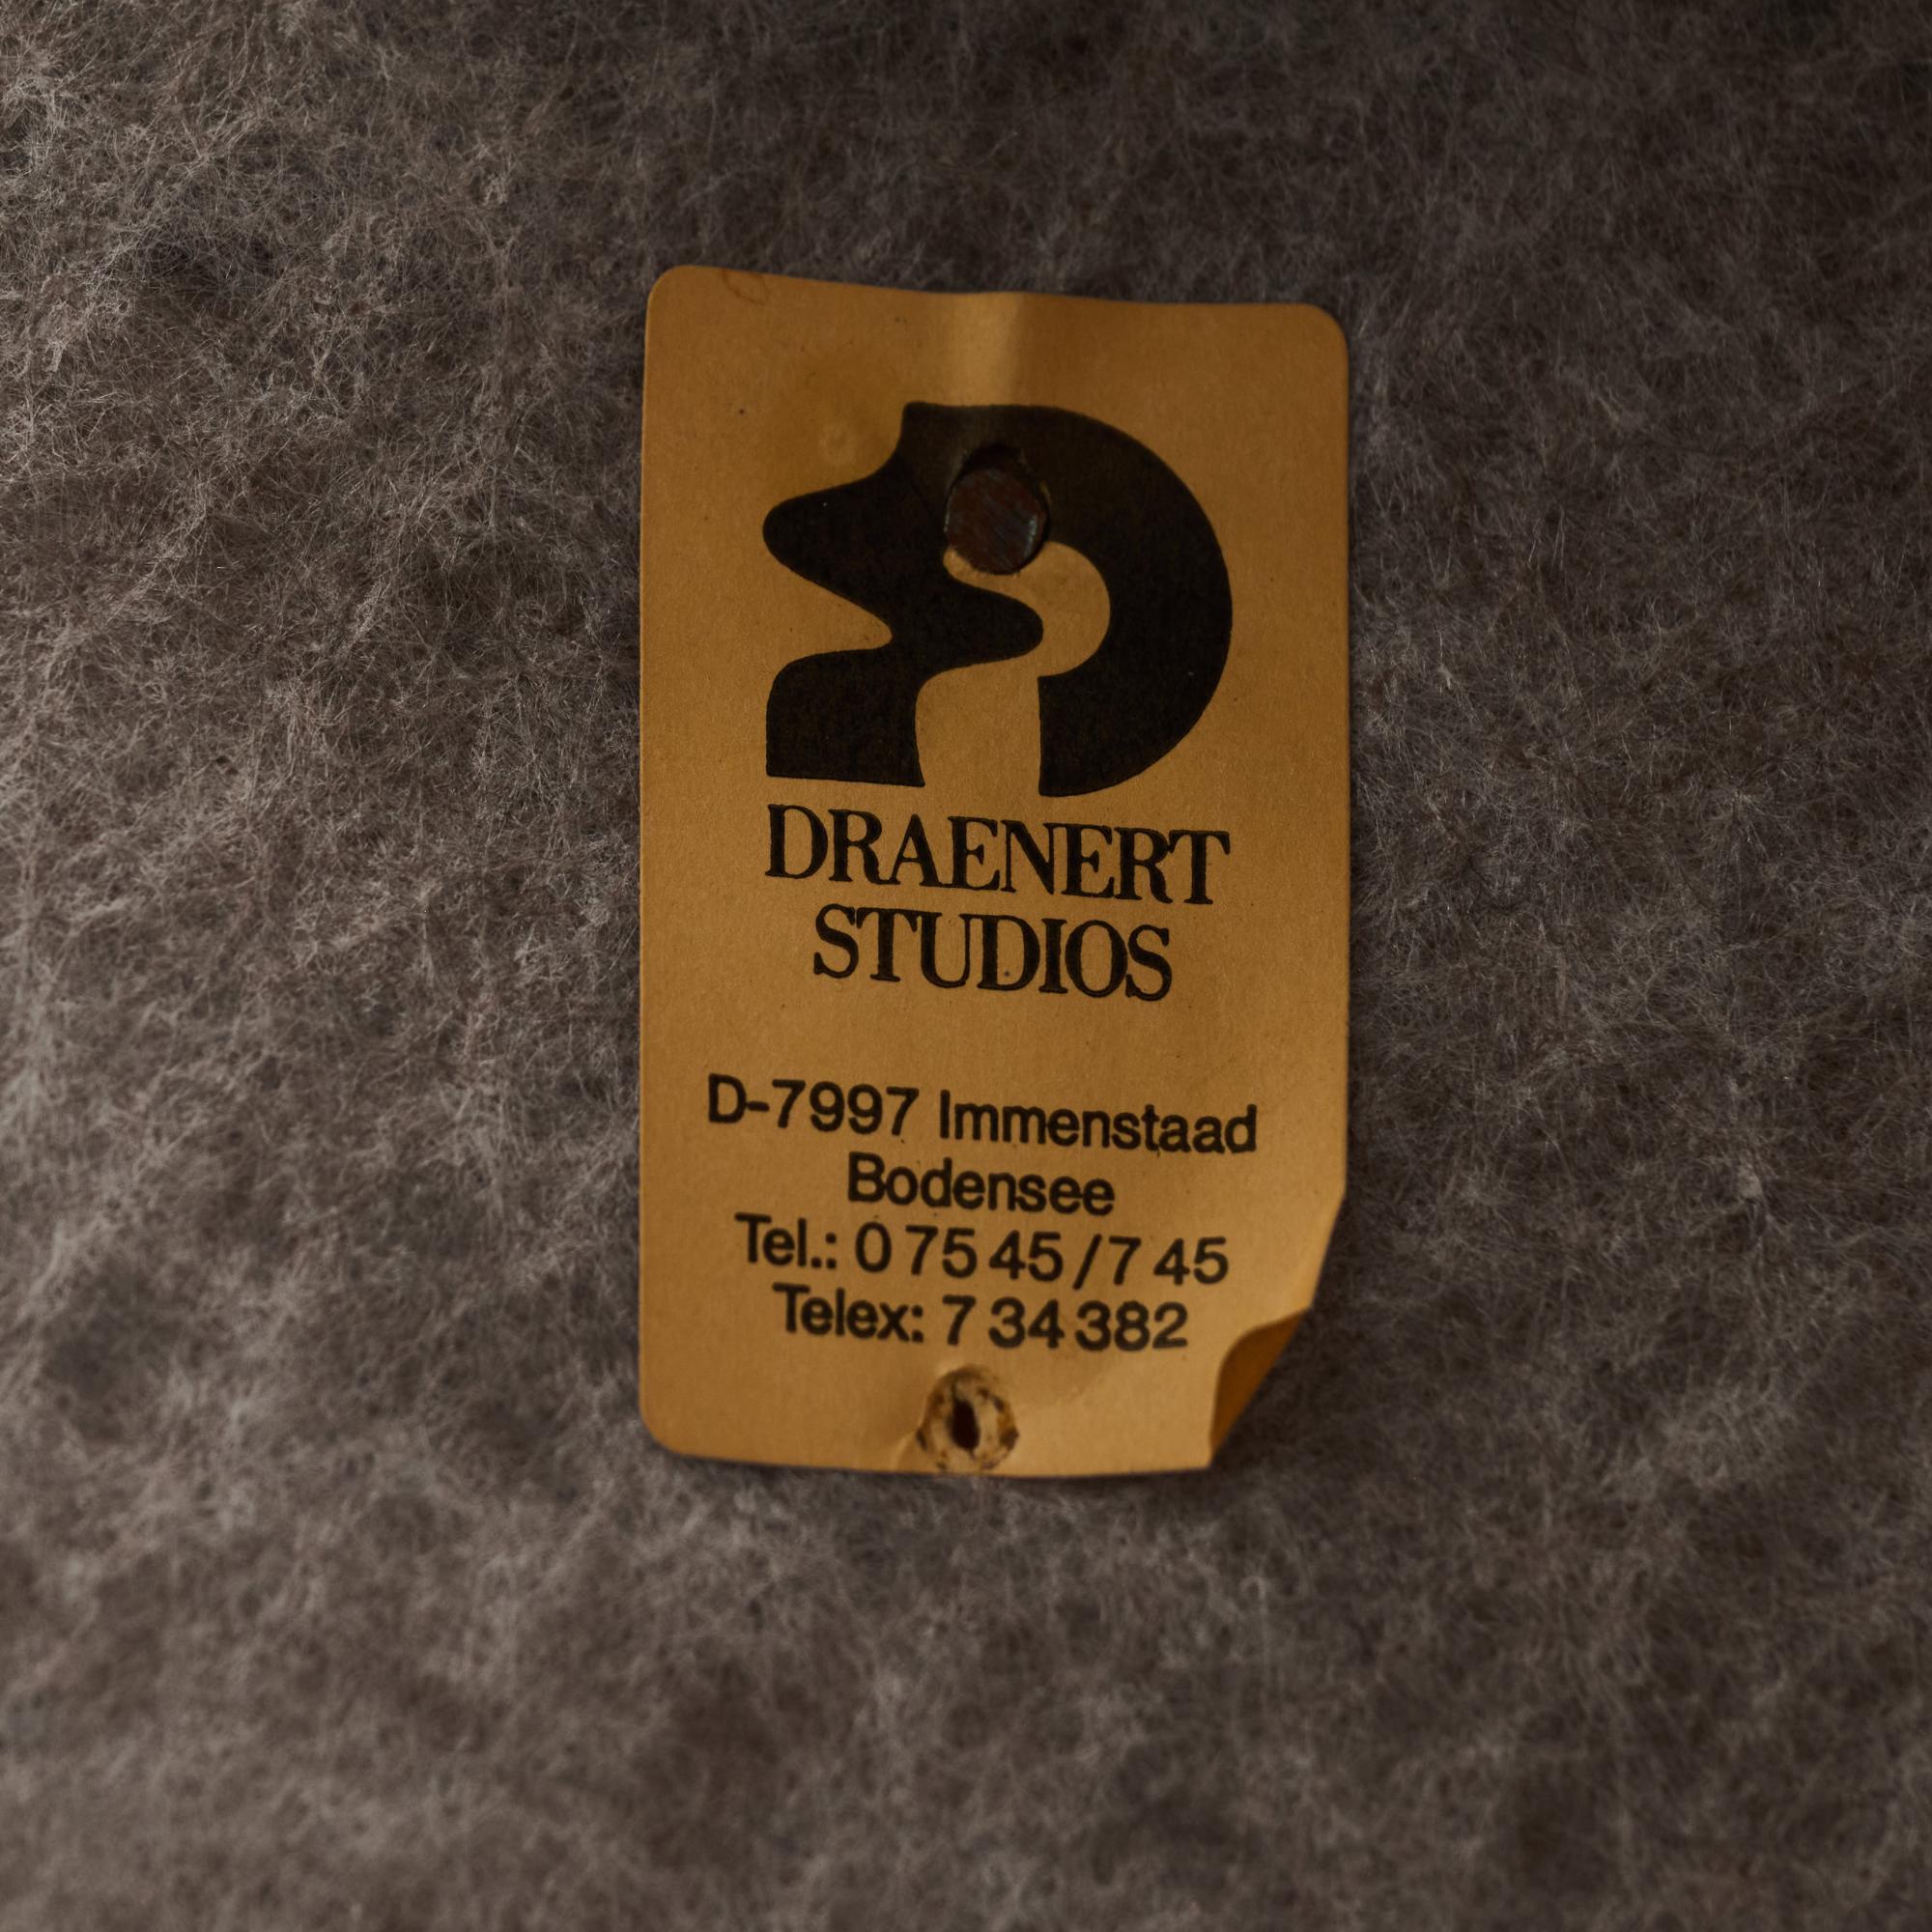 DRAENERT
STUDIOS
D-7997 Immenstaad
Bodensee
Tel.: 0 75 45 / 7 45
Telex: 7 34 382